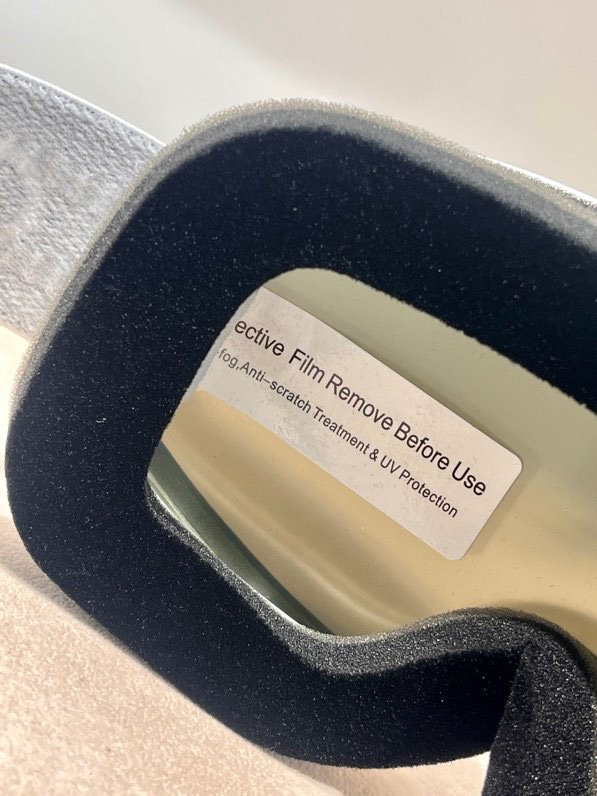 ective Film Remove Before Use
fog,Anti-scratch Treatment & UV Protection